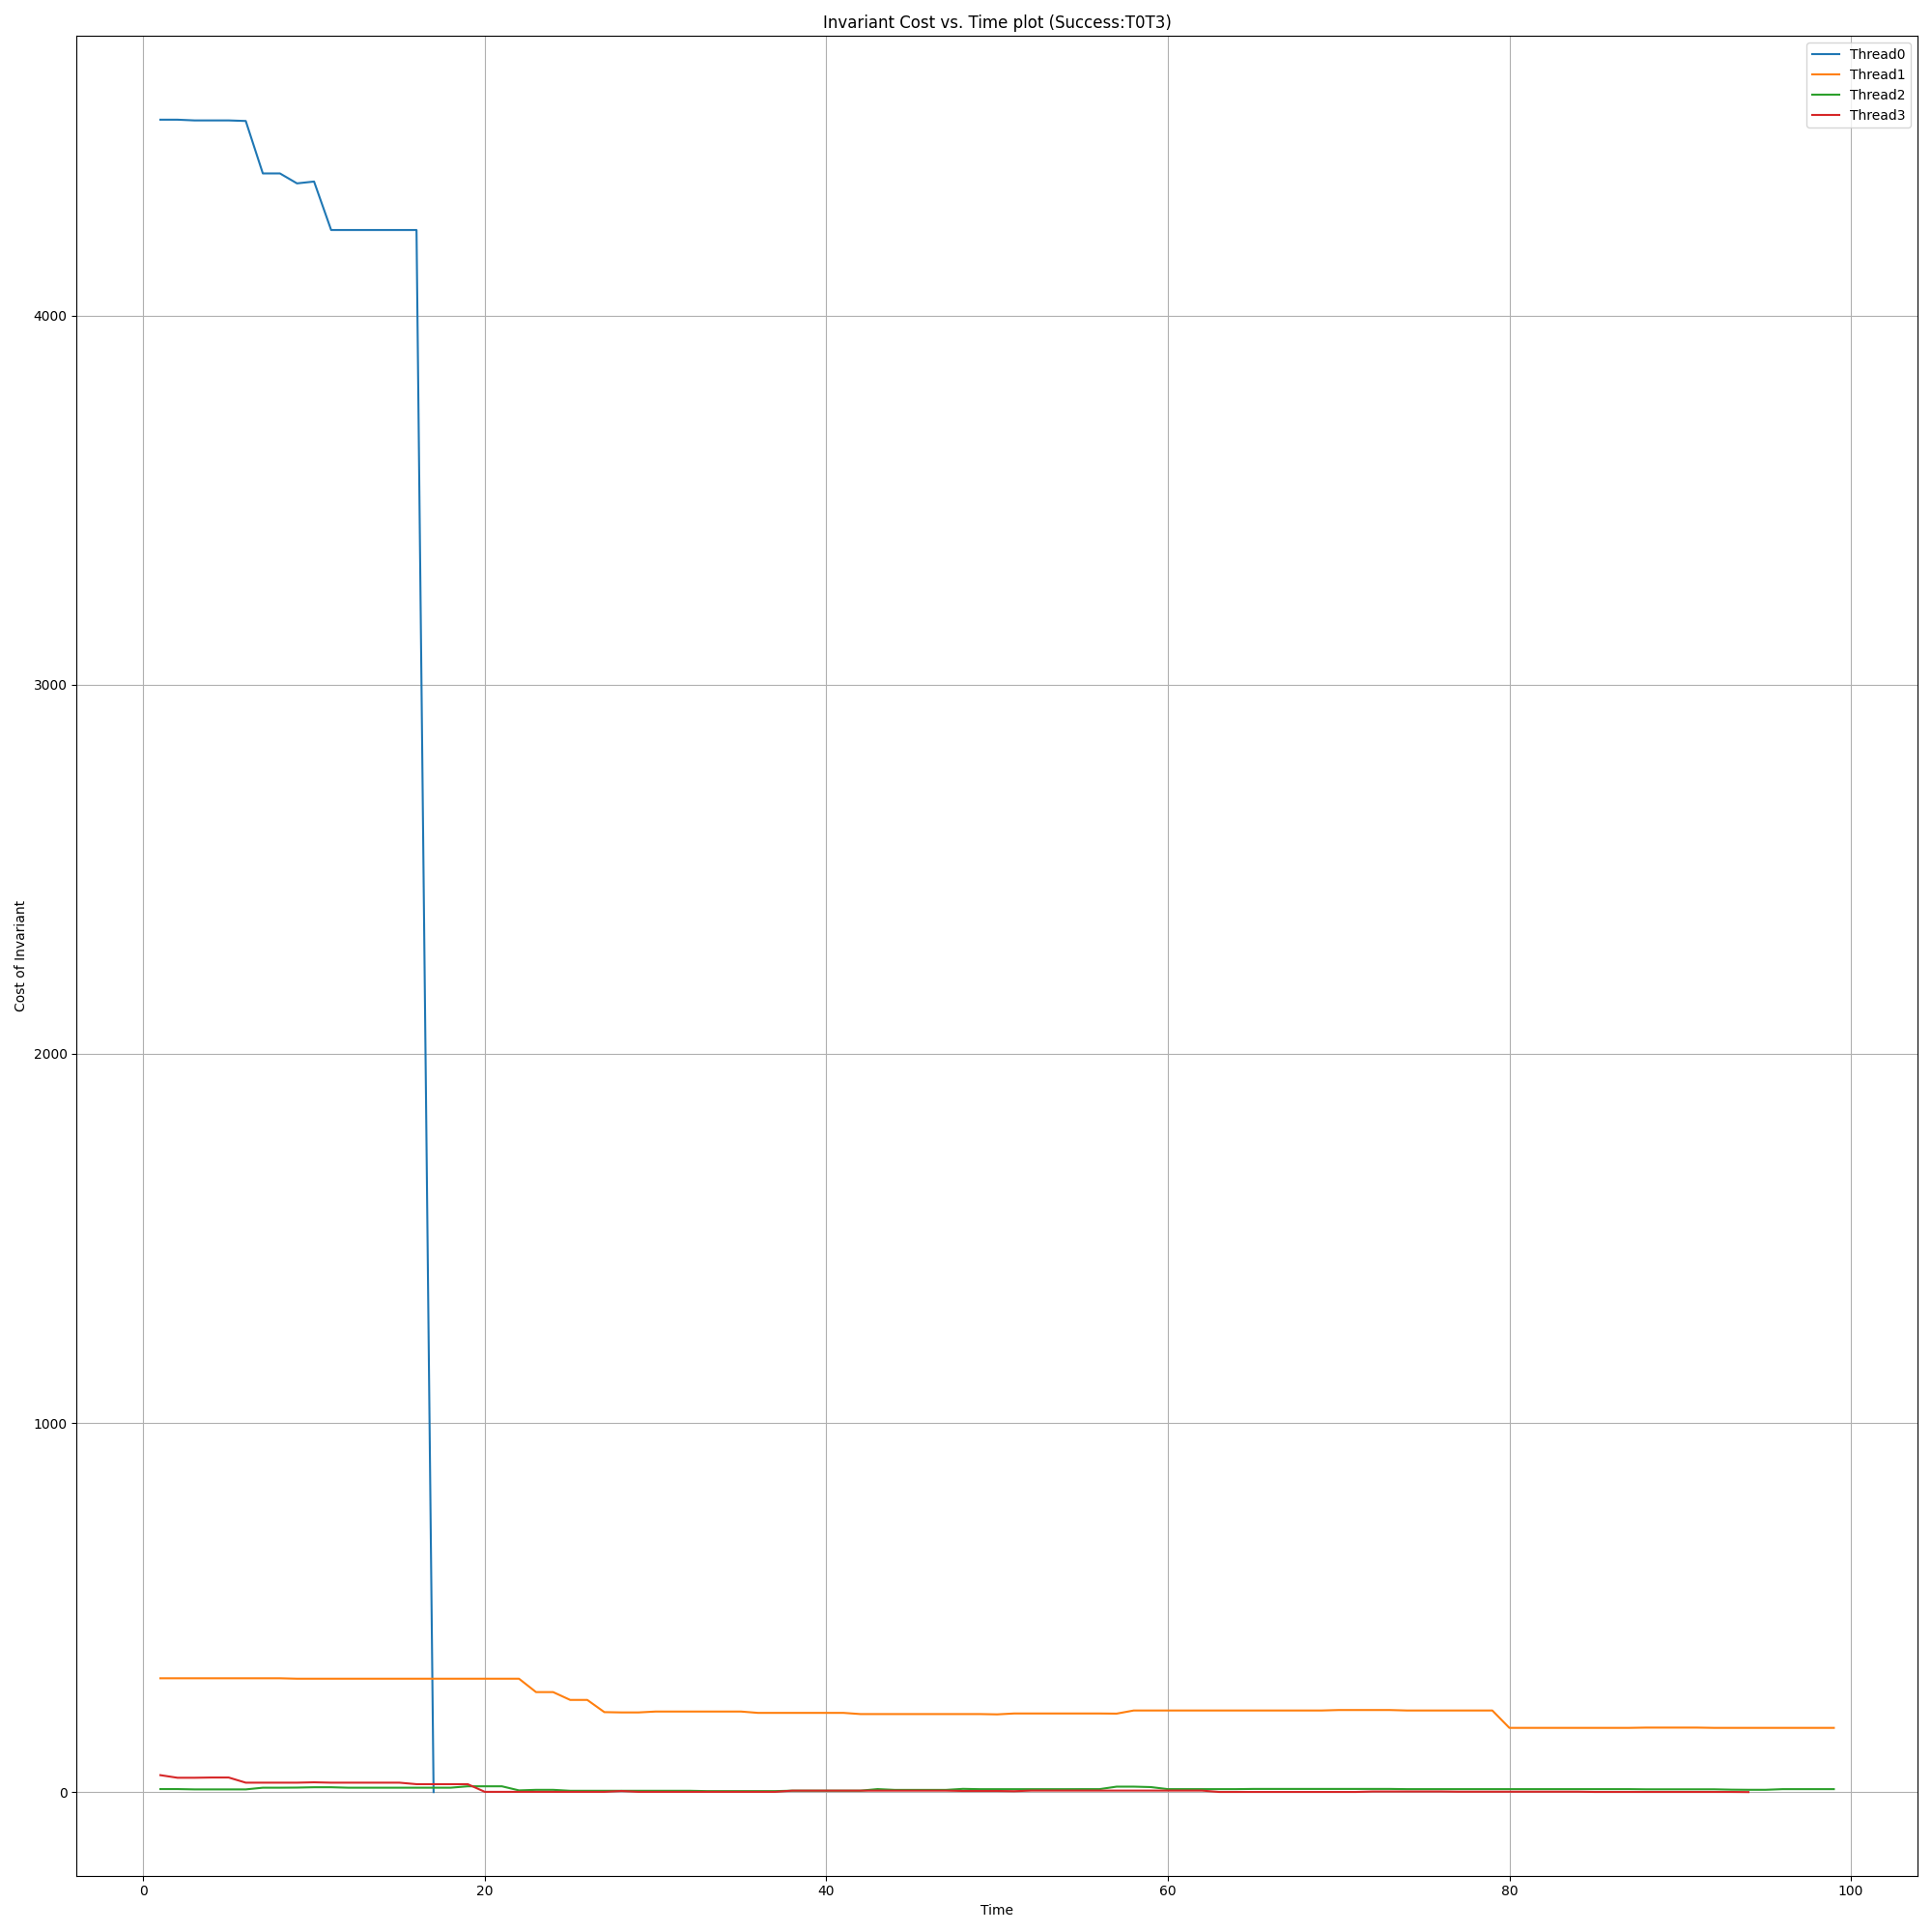 Invariant Cost vs. Time plot (Success:T0T3)
Thread0
Thread1
Thread2
Thread3
Cost of Invariant
4000
3000
2000
1000
0
0 20 40 60 80 100
Time